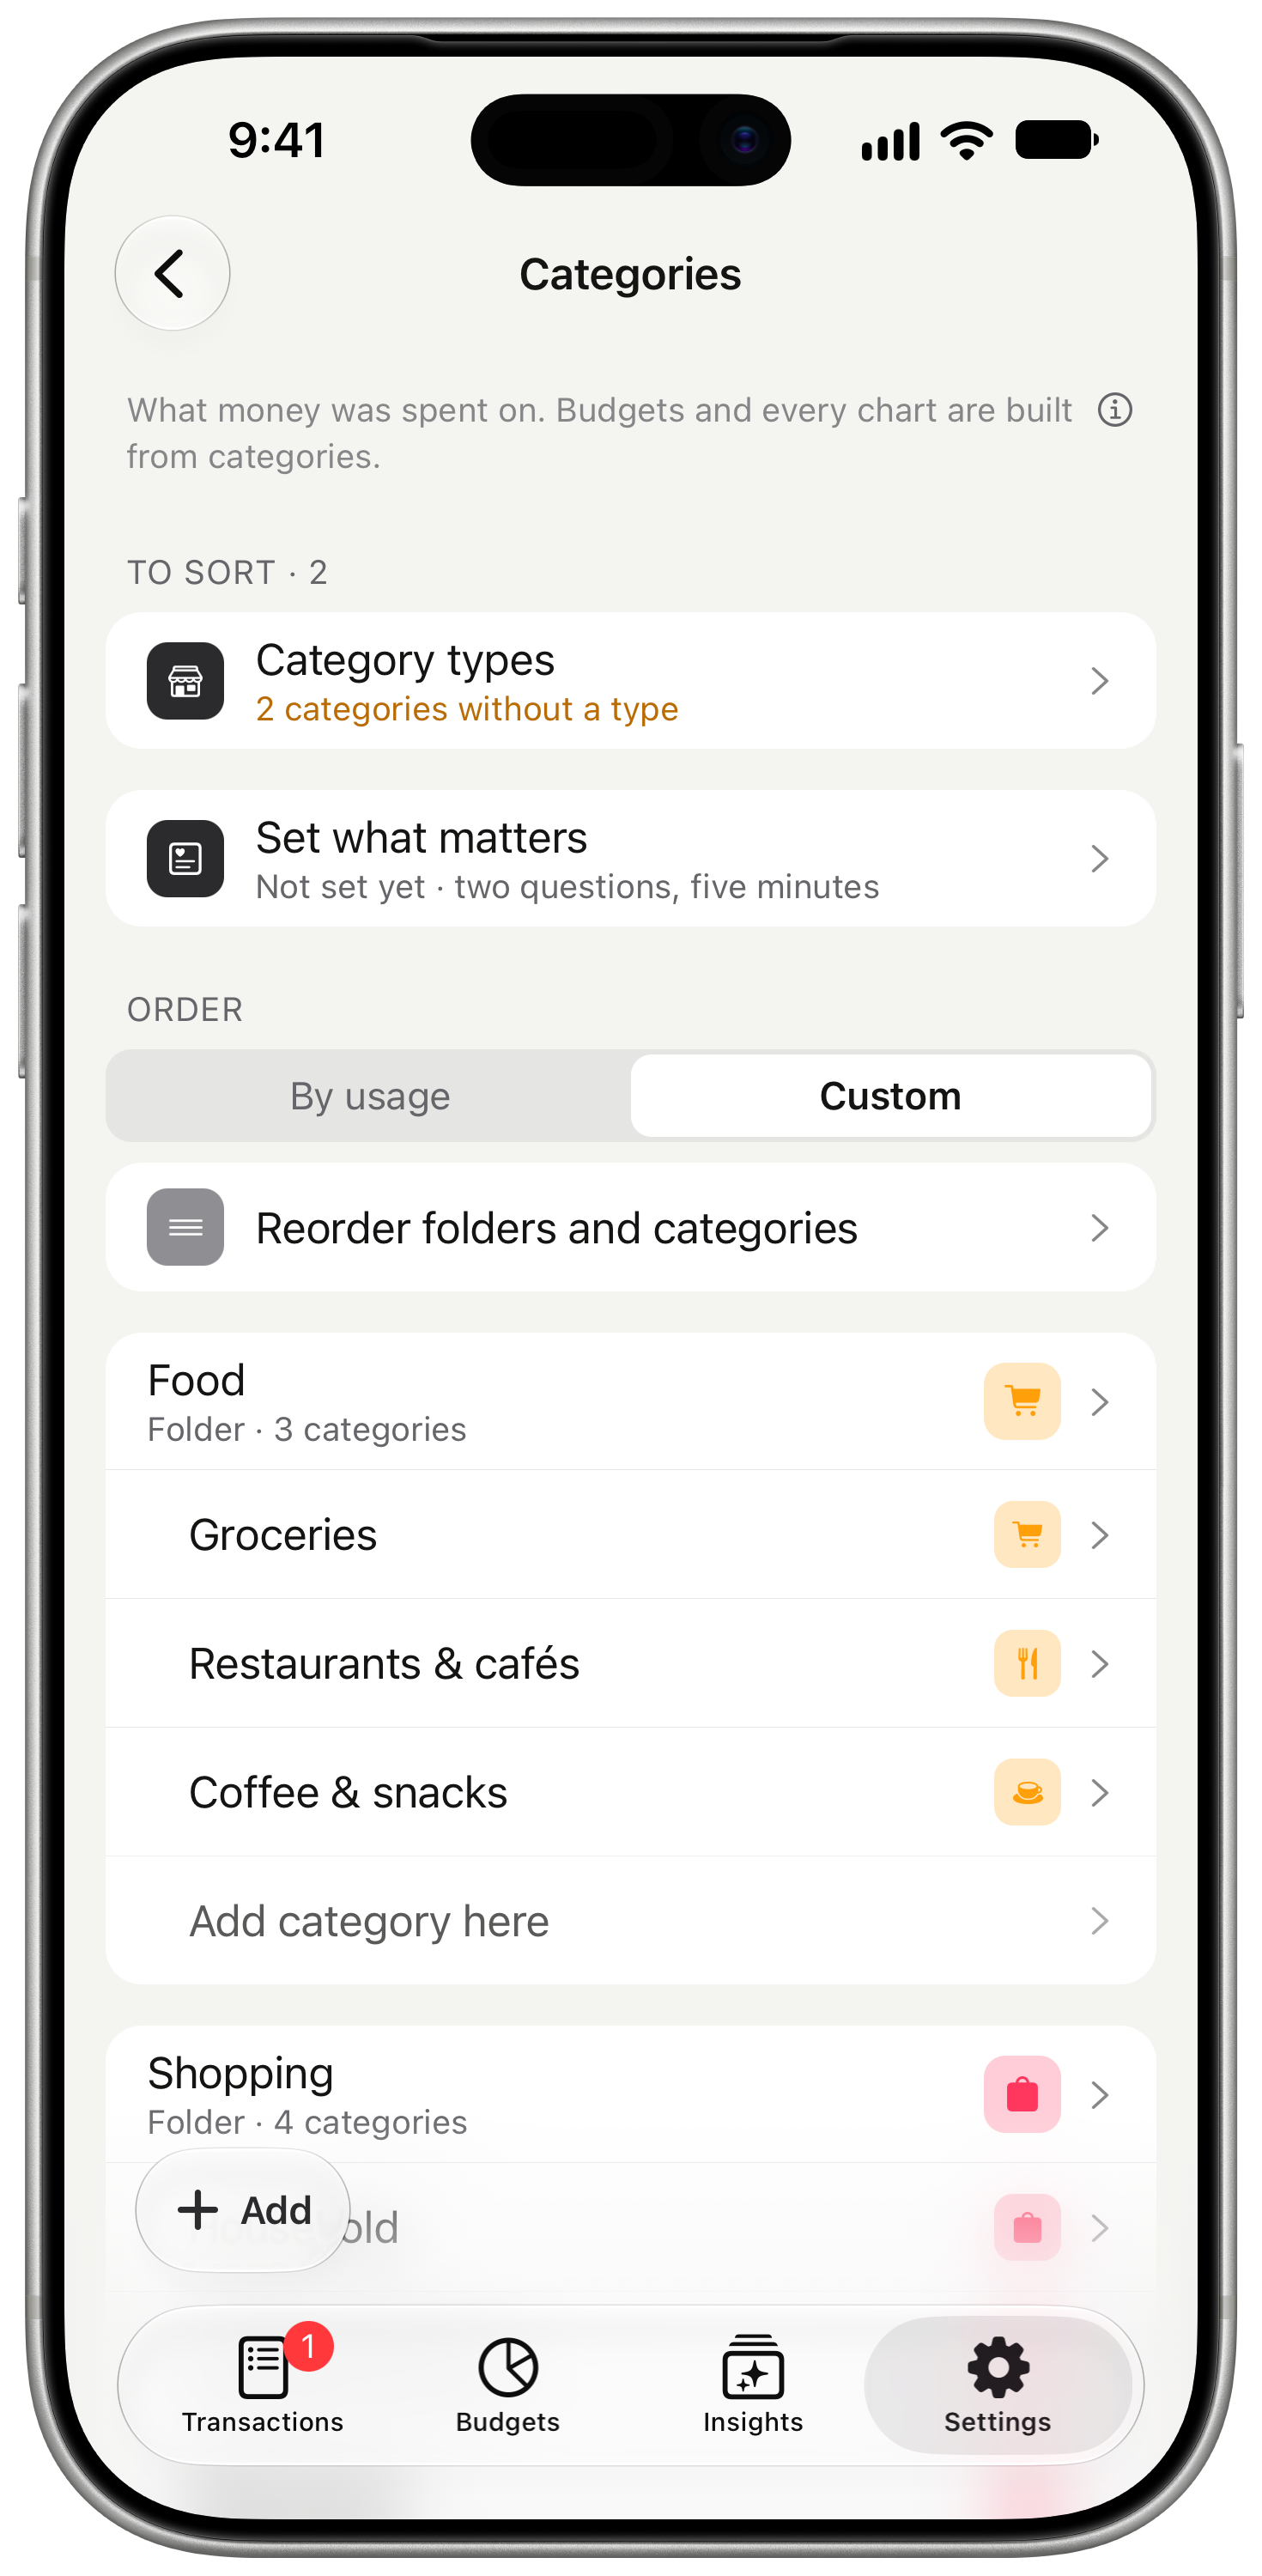 9:41
Categories
What money was spent on. Budgets and every chart are built
from categories.
TO SORT · 2
Category types
2 categories without a type
Set what matters
Not set yet · two questions, five minutes
ORDER
By usage
Custom
Reorder folders and categories
Food
Folder · 3 categories
Groceries
Restaurants & cafés
Coffee & snacks
Add category here
Shopping
Folder · 4 categories
Add
1
Transactions
Budgets
Insights
Settings